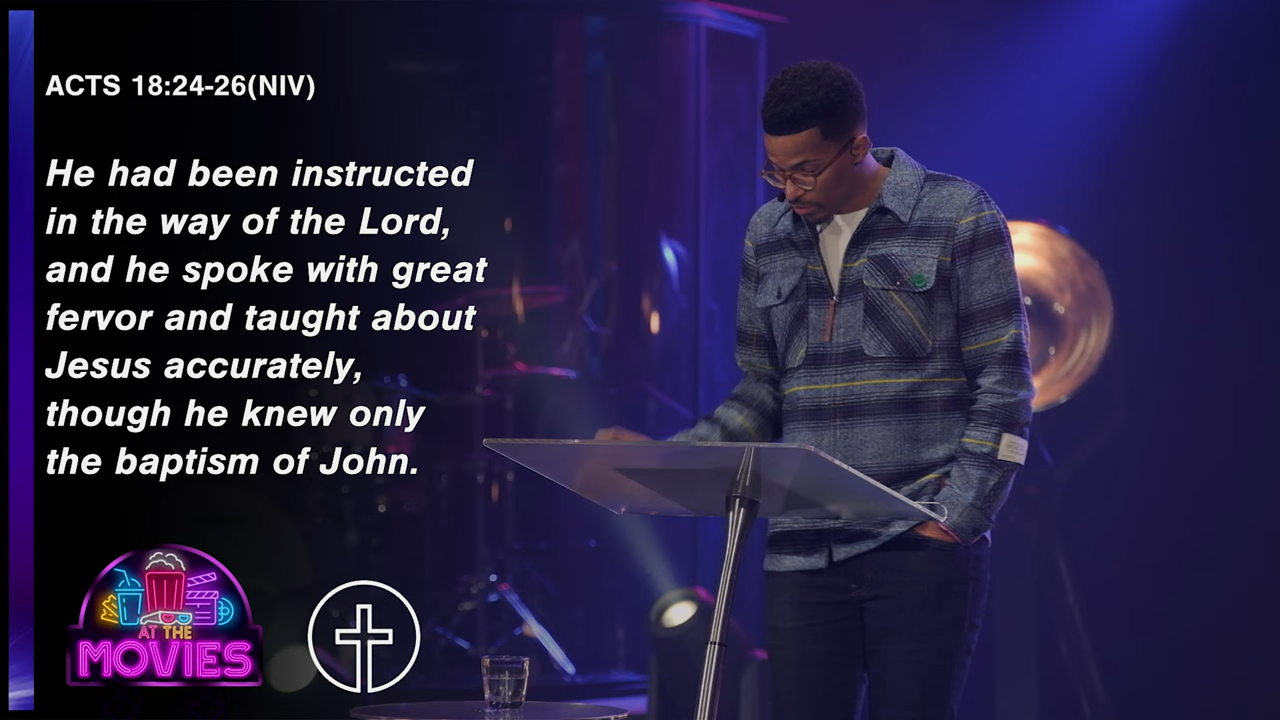 ACTS 18:24-26(NIV)
He had been instructed
in the way of the Lord,
and he spoke with great
fervor and taught about
Jesus accurately,
though he knew only
the baptism of John.
AT THE
MOVIES